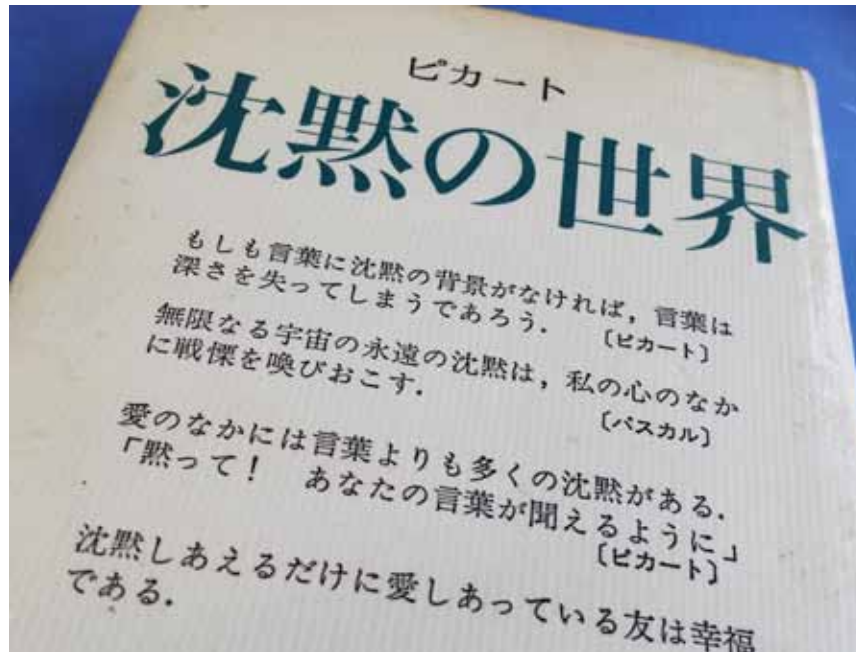 ピカート
沈黙の世界
もしも言葉に沈黙の背景がなければ，言葉は
深さを失ってしまうであろう．
〔ピカート〕
無限なる宇宙の永遠の沈黙は，私の心のなか
に戦慄を喚びおこす．
〔パスカル〕
愛のなかには言葉よりも多くの沈黙がある．
「黙って！　あなたの言葉が聞えるように」
〔ピカート〕
沈黙しあえるだけに愛しあっている友は幸福
である．